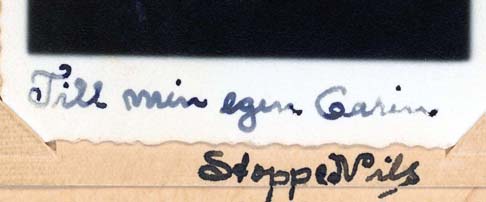 Till min egen Carin
StoppeNils